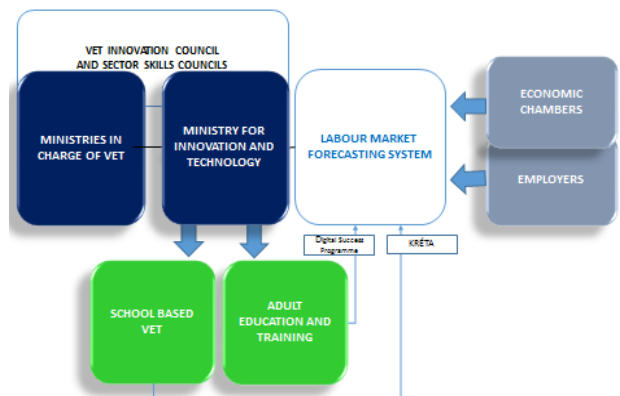 VET INNOVATION COUNCIL
AND SECTOR SKILLS COUNCILS
MINISTRIES IN
CHARGE OF VET
MINISTRY FOR
INNOVATION AND
TECHNOLOGY
LABOUR MARKET
FORECASTING SYSTEM
ECONOMIC
CHAMBERS
EMPLOYERS
Digital Success
Programme
KRÉTA
SCHOOL BASED
VET
ADULT
EDUCATION AND
TRAINING